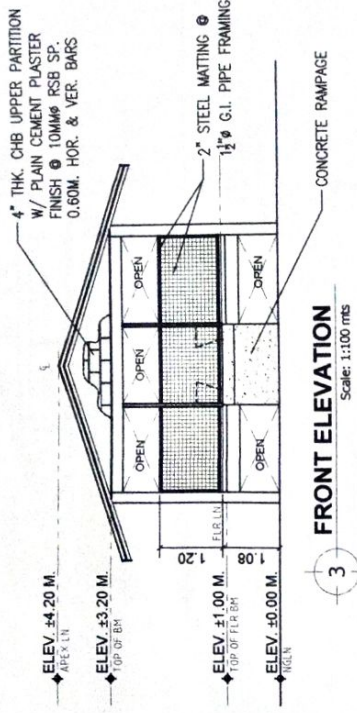 4" THK. CHB UPPER PARTITION
W/ PLAIN CEMENT PLASTER
FINISH @ 10MMØ RSB SP.
0.60M. HOR. & VER. BARS
℄
ELEV. ±4.20 M.
APEX LN
ELEV. ±3.20 M.
TOP OF BM
ELEV. ±1.00 M.
TOP OF FLR BM
ELEV. ±0.00 M.
NGLN
1.20
1.08
FLR LN
OPEN
OPEN
OPEN
OPEN
OPEN
2" STEEL MATTING @
1½"Ø G.I. PIPE FRAMING
CONCRETE RAMPAGE
3
FRONT ELEVATION
Scale: 1:100 mts